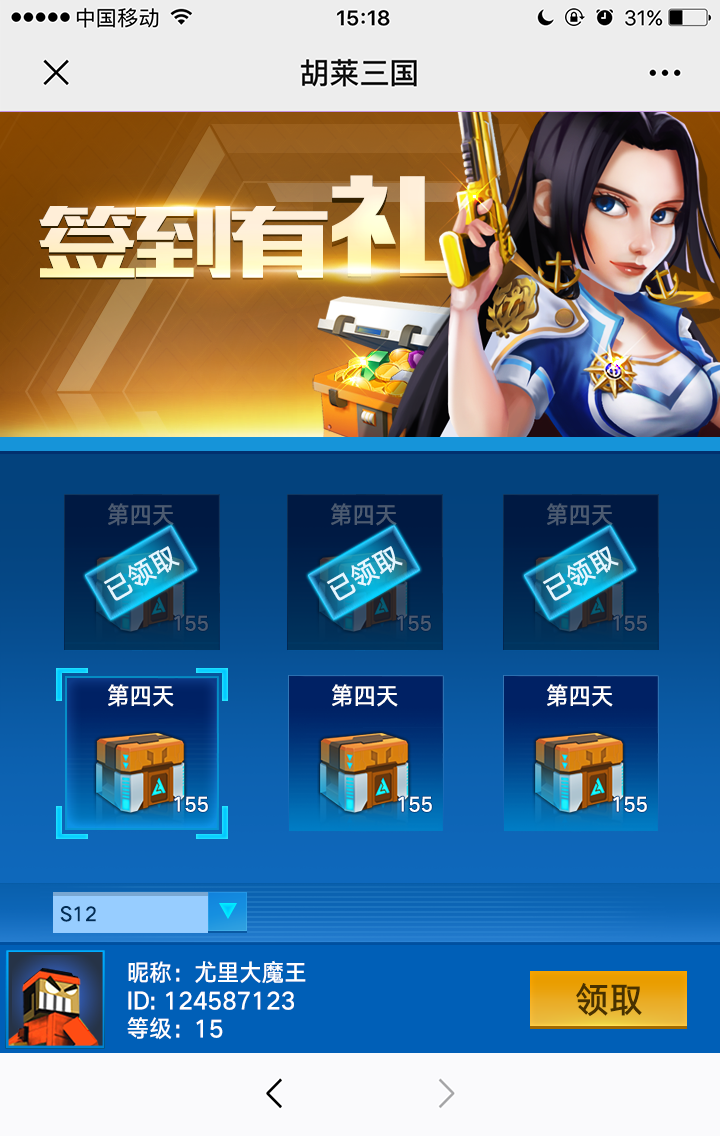 中国移动 15:18 31%
胡莱三国
签到有礼
第四天 第四天 第四天
已领取 已领取 已领取
155 155 155
第四天 第四天 第四天
155 155 155
S12
昵称：尤里大魔王
ID: 124587123
等级：15
领取